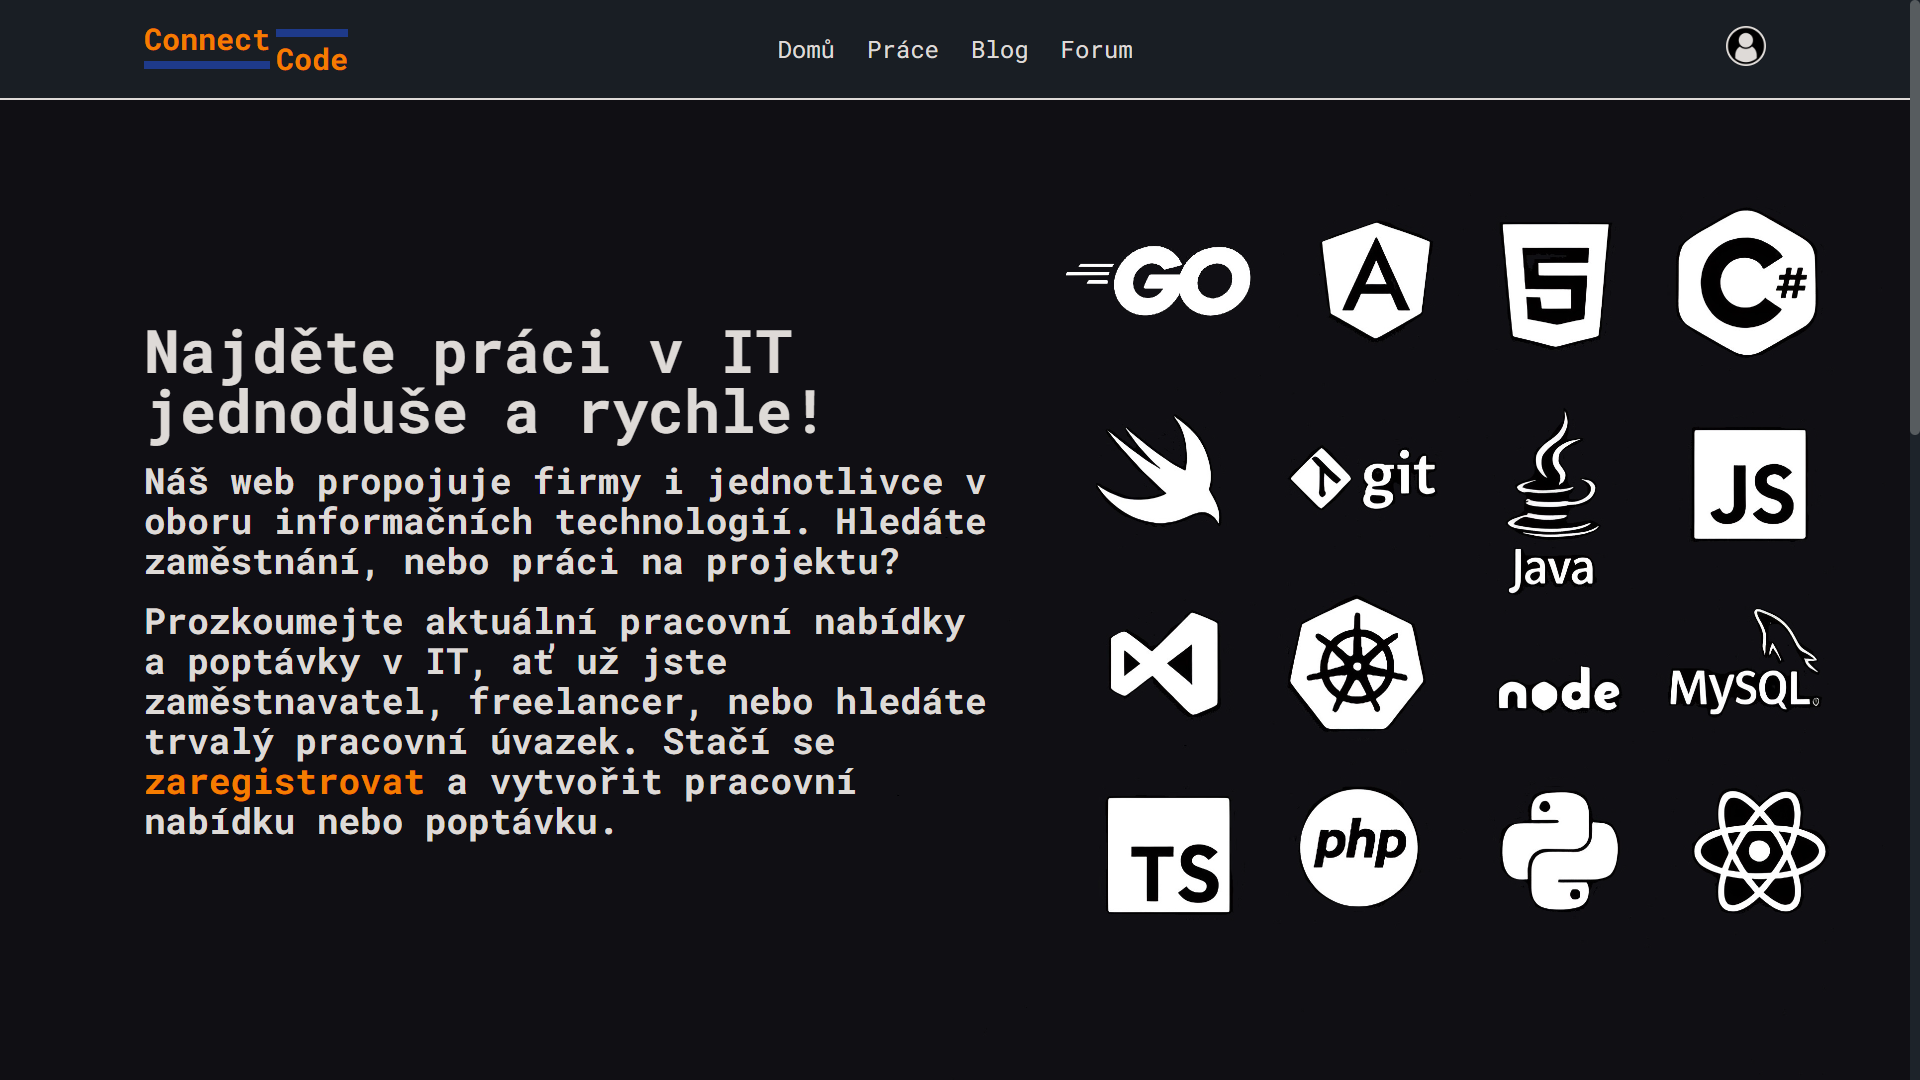 Connect
Code
Domů Práce Blog Forum
Najděte práci v IT
jednoduše a rychle!
Náš web propojuje firmy i jednotlivce v
oboru informačních technologií. Hledáte
zaměstnání, nebo práci na projektu?
Prozkoumejte aktuální pracovní nabídky
a poptávky v IT, ať už jste
zaměstnavatel, freelancer, nebo hledáte
trvalý pracovní úvazek. Stačí se
zaregistrovat a vytvořit pracovní
nabídku nebo poptávku.
GO A 5 C#
git Java JS
node MySQL®
TS php